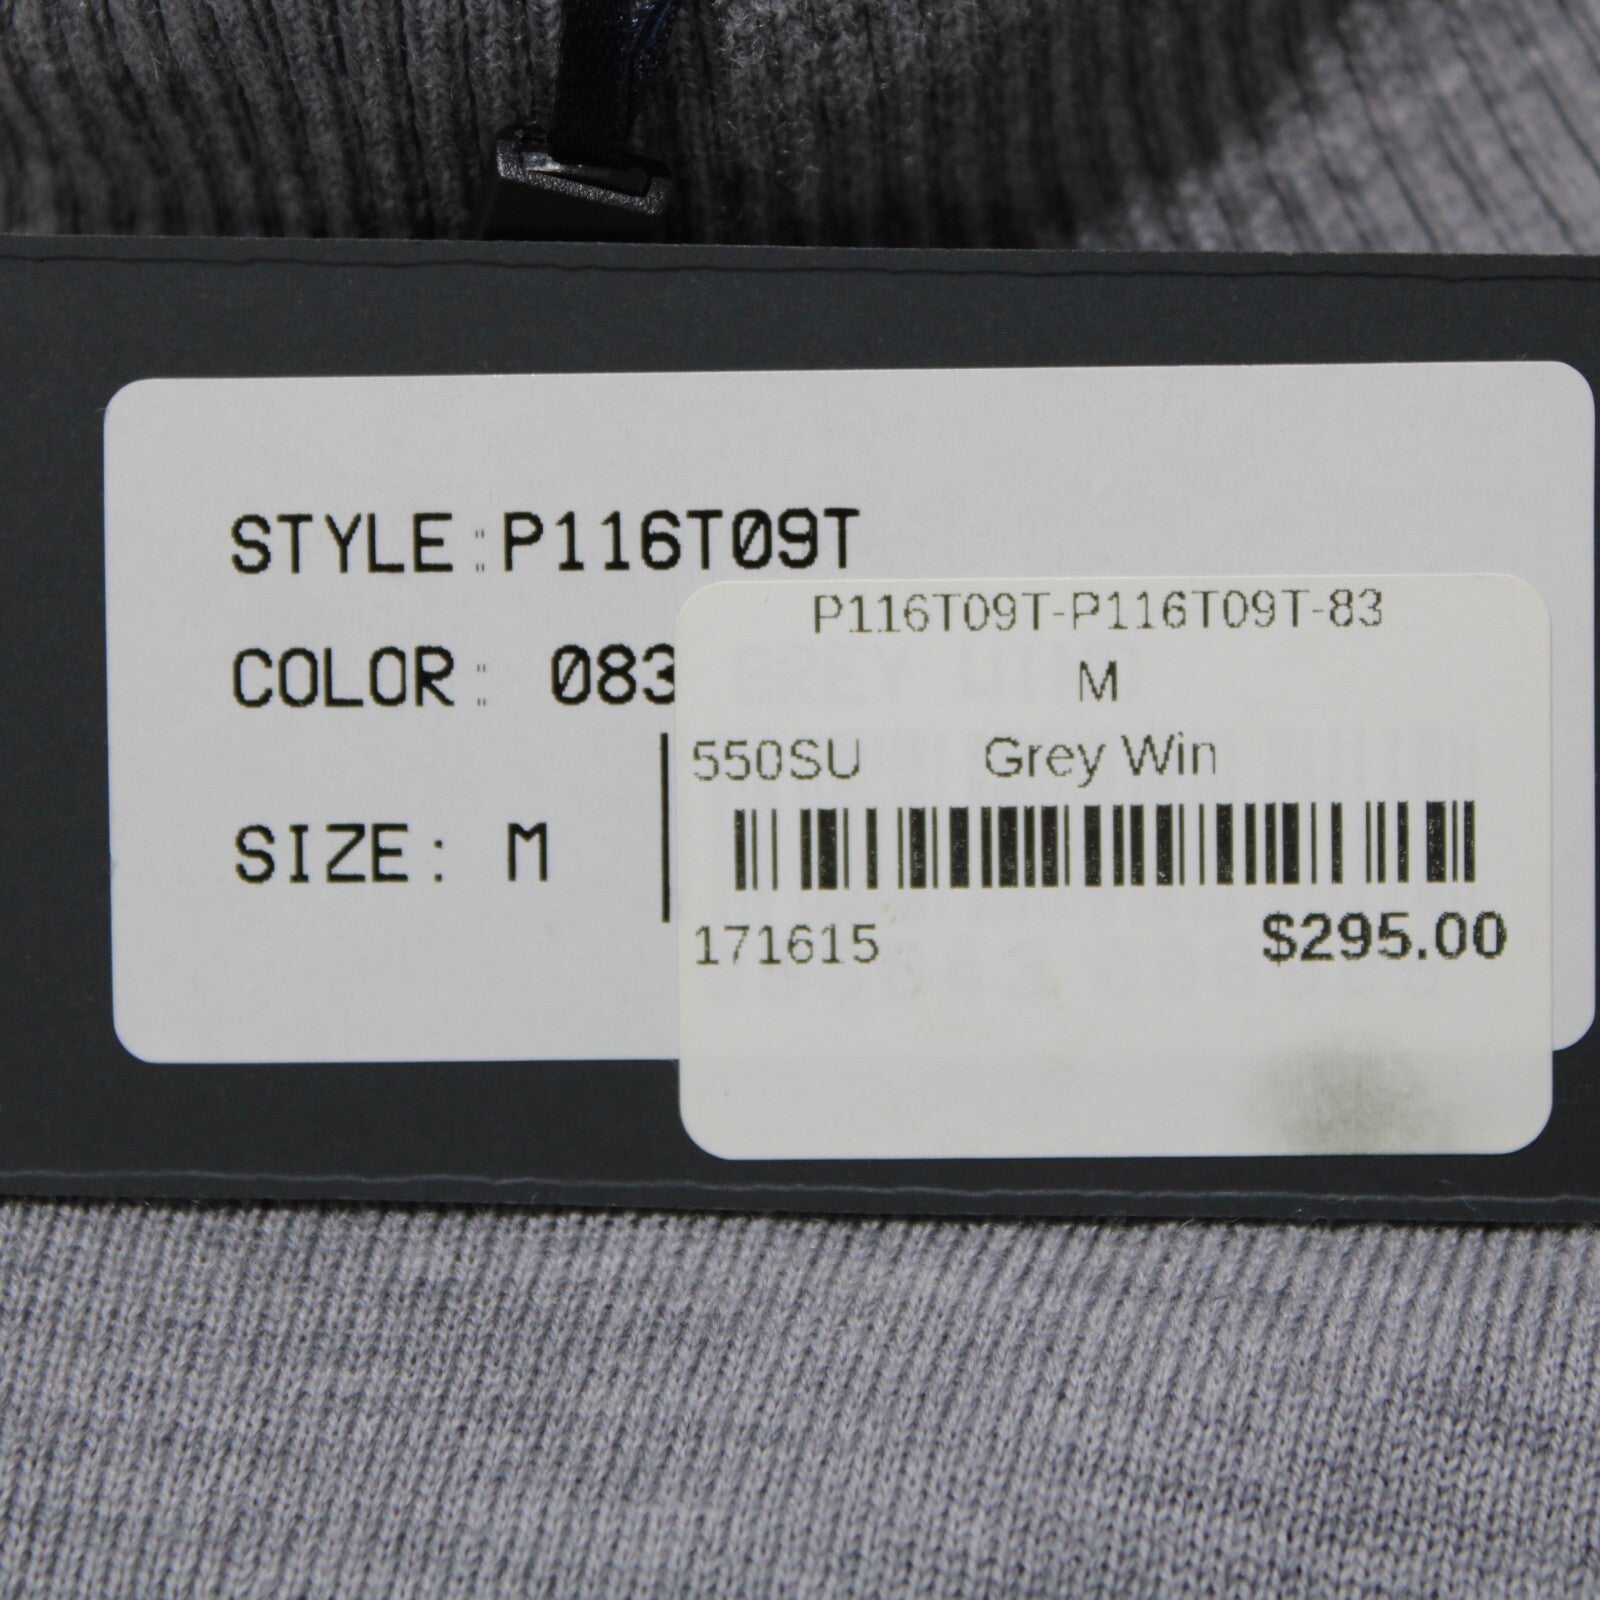 STYLE:P116T09T
COLOR: 083
SIZE: M
P116T09T-P116T09T-83
M
550SU Grey Win
171615 $295.00